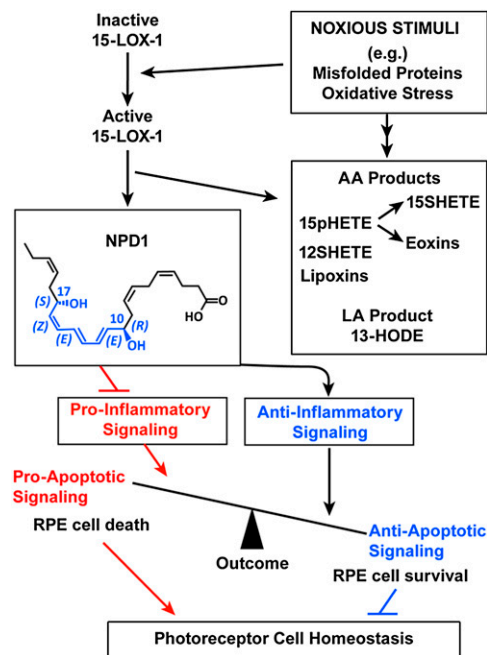 Inactive
15-LOX-1
NOXIOUS STIMULI
(e.g.)
Misfolded Proteins
Oxidative Stress
Active
15-LOX-1
AA Products
15SHETE
15pHETE
Eoxins
12SHETE
Lipoxins
LA Product
13-HODE
NPD1
O
HO
17
(S)
OH
(Z)
(E)
10
(R)
(E)
OH
Pro-Inflammatory
Signaling
Anti-Inflammatory
Signaling
Pro-Apoptotic
Signaling
RPE cell death
Outcome
Anti-Apoptotic
Signaling
RPE cell survival
Photoreceptor Cell Homeostasis